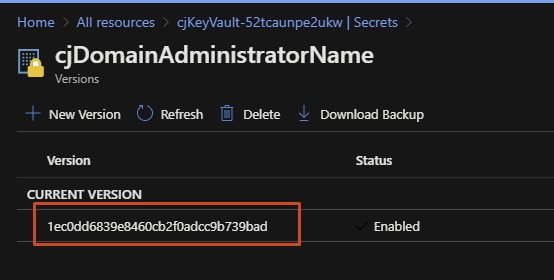 Home > All resources > cjKeyVault-52tcaunpe2ukw | Secrets >
cjDomainAdministratorName
Versions
New Version Refresh Delete Download Backup
Version Status
CURRENT VERSION
1ec0dd6839e8460cb2f0adcc9b739bad Enabled